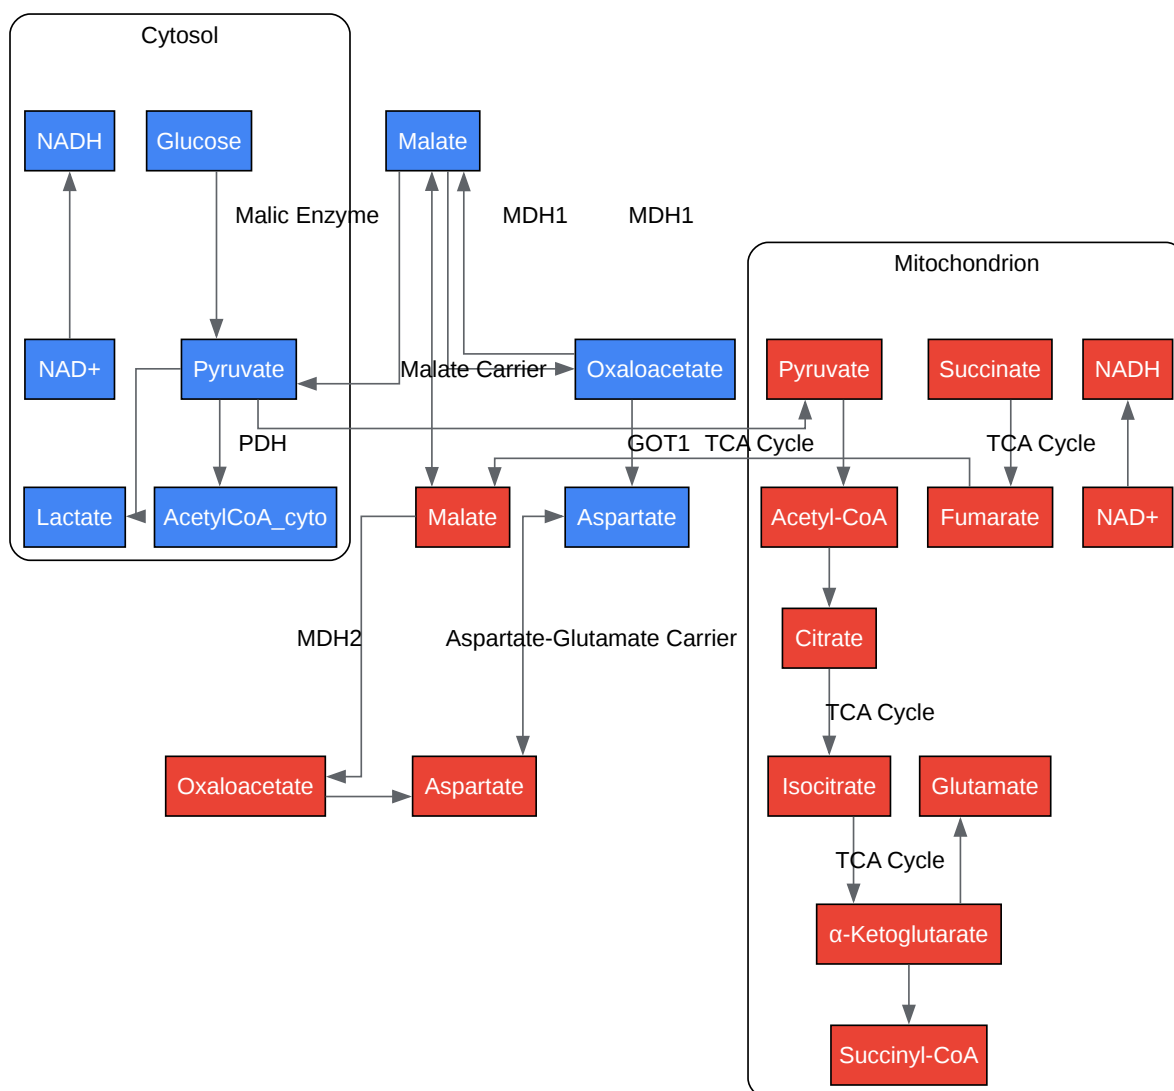 Cytosol
NADH
Glucose
Malate
Malic Enzyme
MDH1
MDH1
Mitochondrion
NAD+
Pyruvate
Malate Carrier
Oxaloacetate
Pyruvate
Succinate
NADH
PDH
GOT1
TCA Cycle
TCA Cycle
Lactate
AcetylCoA_cyto
Malate
Aspartate
Acetyl-CoA
Fumarate
NAD+
MDH2
Aspartate-Glutamate Carrier
Citrate
TCA Cycle
Oxaloacetate
Aspartate
Isocitrate
Glutamate
TCA Cycle
α-Ketoglutarate
Succinyl-CoA